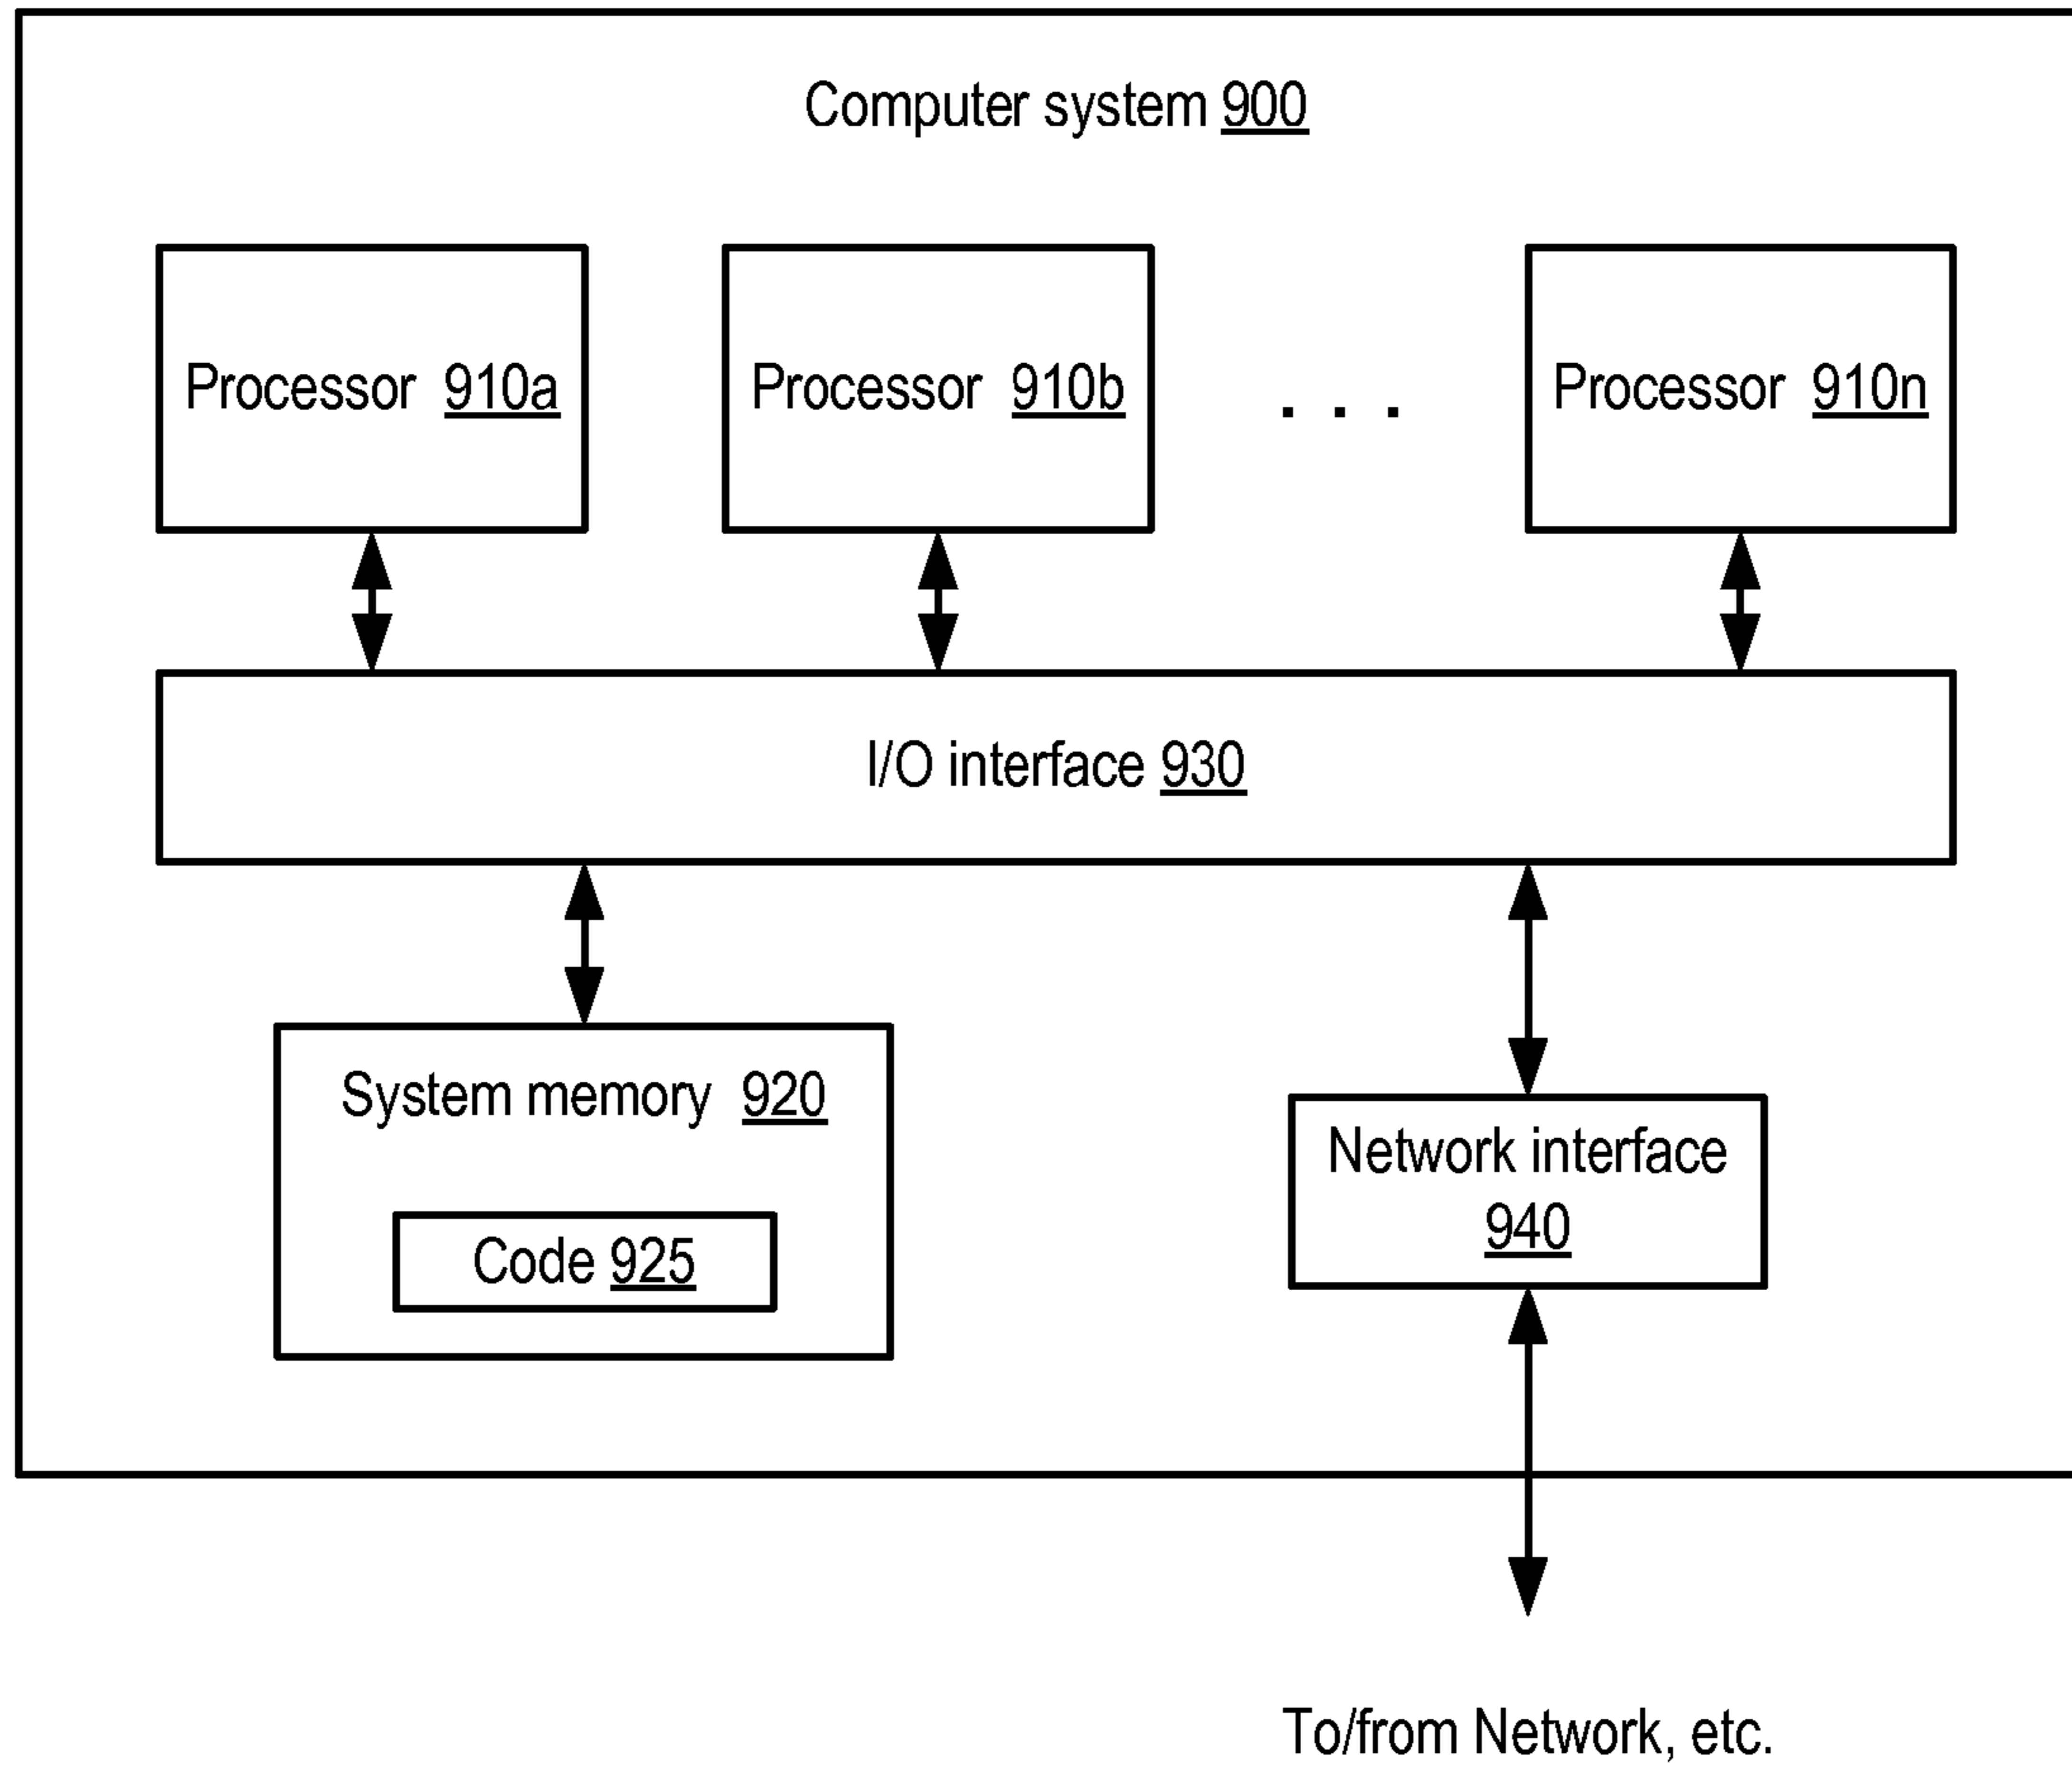 Computer system 900
Processor 910a
Processor 910b
. . .
Processor 910n
I/O interface 930
System memory 920
Code 925
Network interface
940
To/from Network, etc.